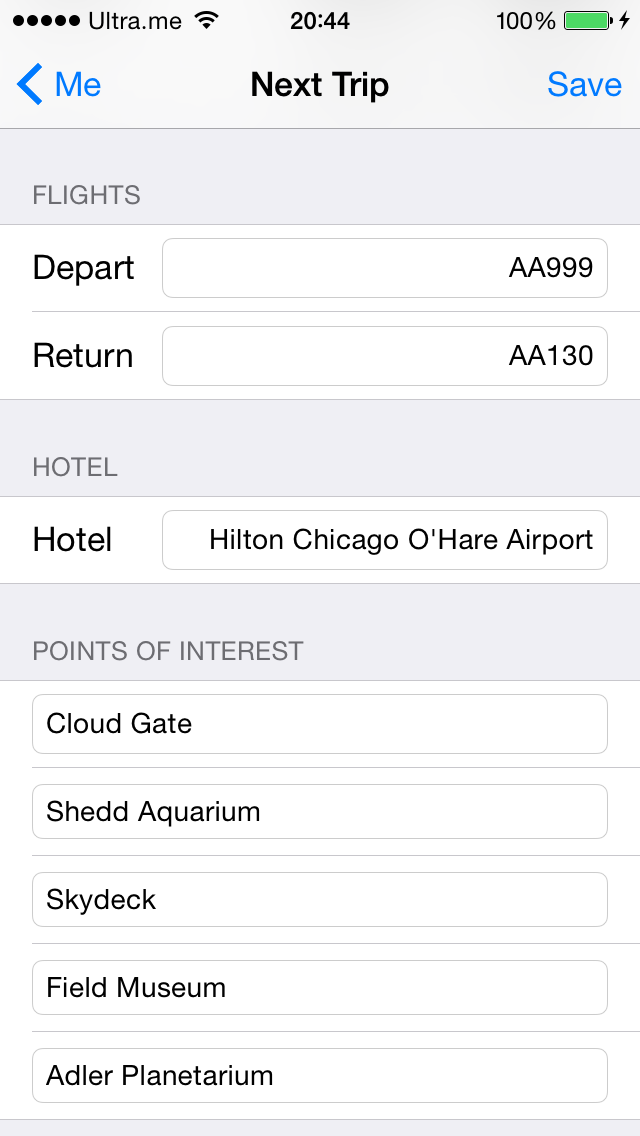 Ultra.me 20:44 100%
Me Next Trip Save
FLIGHTS
Depart AA999
Return AA130
HOTEL
Hotel Hilton Chicago O'Hare Airport
POINTS OF INTEREST
Cloud Gate
Shedd Aquarium
Skydeck
Field Museum
Adler Planetarium